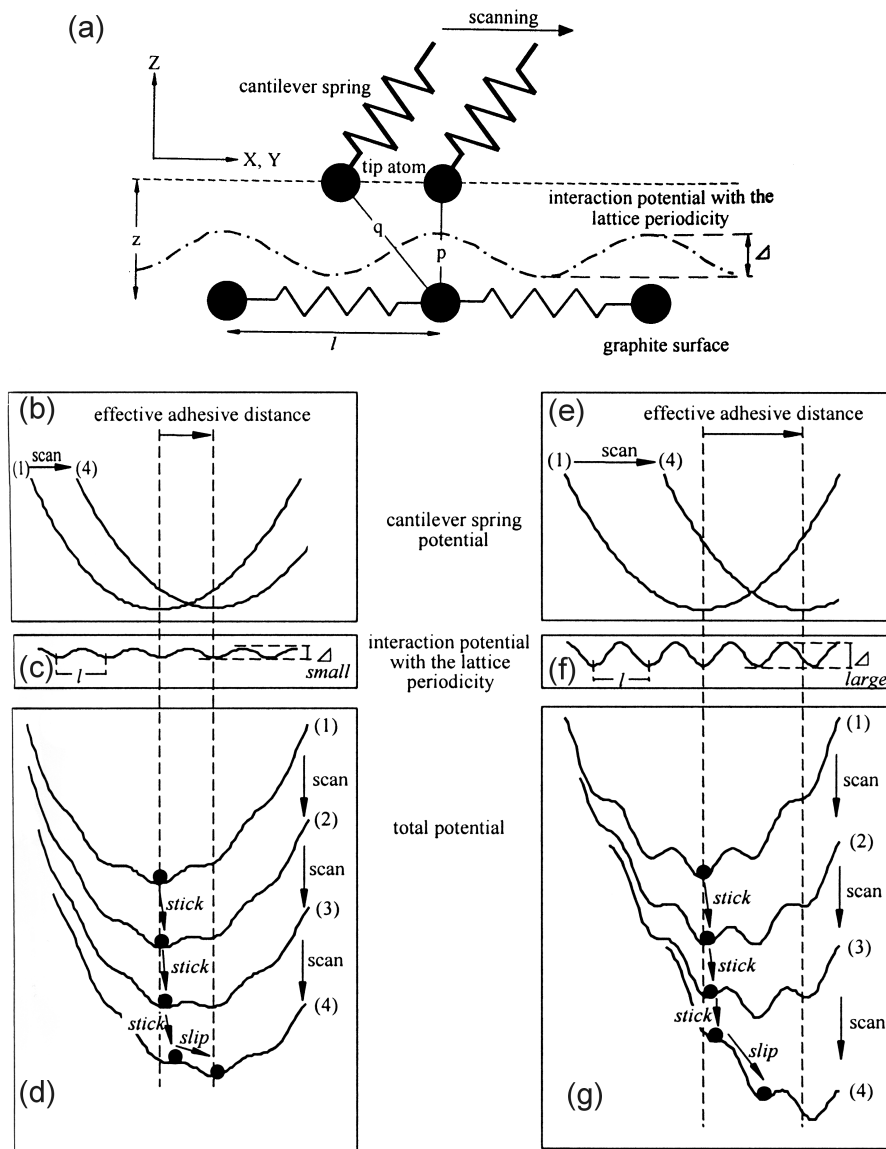 (a)
scanning
Z
cantilever spring
X, Y
tip atom
interaction potential with the
lattice periodicity
z
q
p
Δ
l
graphite surface
(b)
effective adhesive distance
scan
(1)
(4)
cantilever spring
potential
(e)
effective adhesive distance
scan
(1)
(4)
(c)
l
Δ
small
interaction potential
with the lattice
periodicity
(f)
l
Δ
large
(1)
scan
(2)
stick
scan
(3)
stick
scan
(4)
stick
slip
(d)
total potential
(1)
scan
(2)
stick
scan
(3)
stick
scan
stick
slip
(4)
(g)